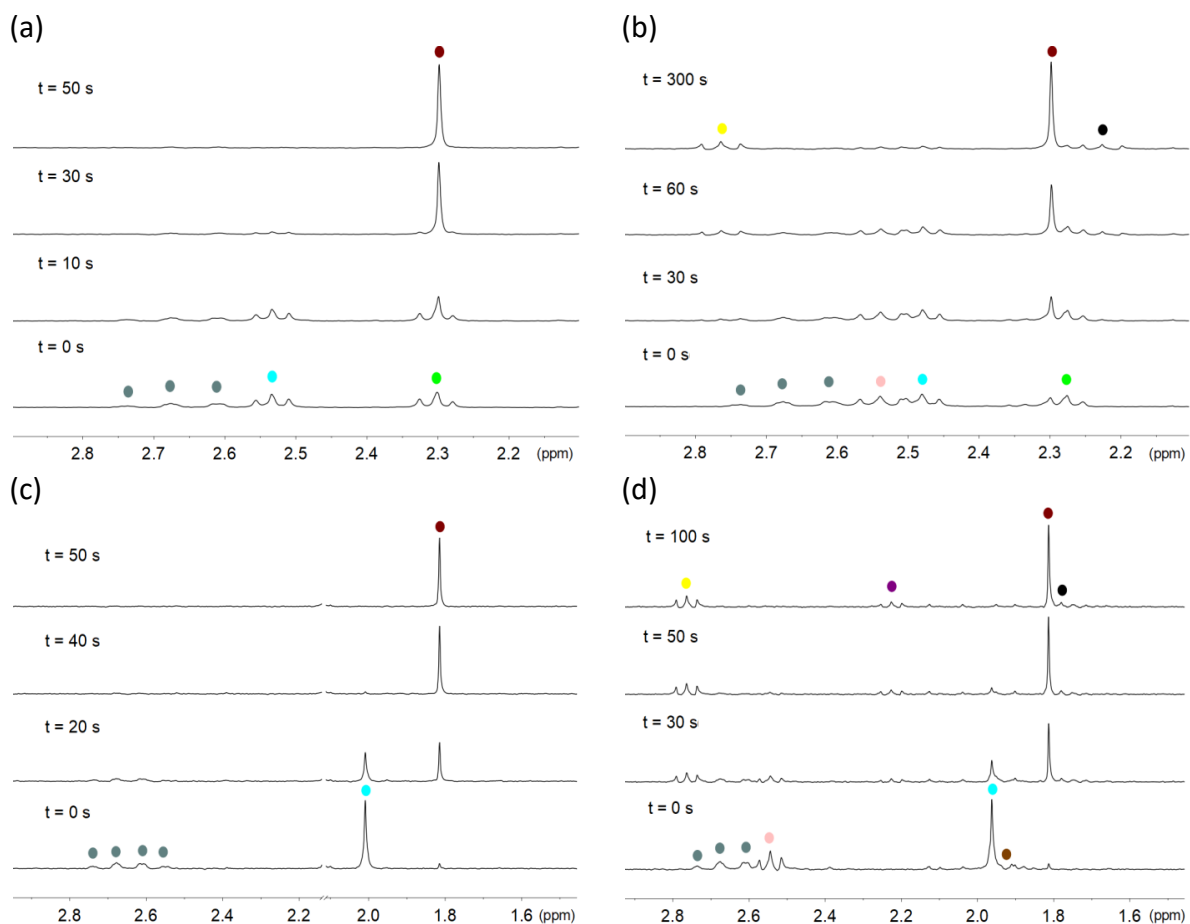 (a)
t = 50 s
t = 30 s
t = 10 s
t = 0 s
2.8 2.7 2.6 2.5 2.4 2.3 2.2 (ppm)
(b)
t = 300 s
t = 60 s
t = 30 s
t = 0 s
2.8 2.7 2.6 2.5 2.4 2.3 2.2 (ppm)
(c)
t = 50 s
t = 40 s
t = 20 s
t = 0 s
2.8 2.6 2.4 2.2 2.0 1.8 1.6 (ppm)
(d)
t = 100 s
t = 50 s
t = 30 s
t = 0 s
2.8 2.6 2.4 2.2 2.0 1.8 1.6 (ppm)